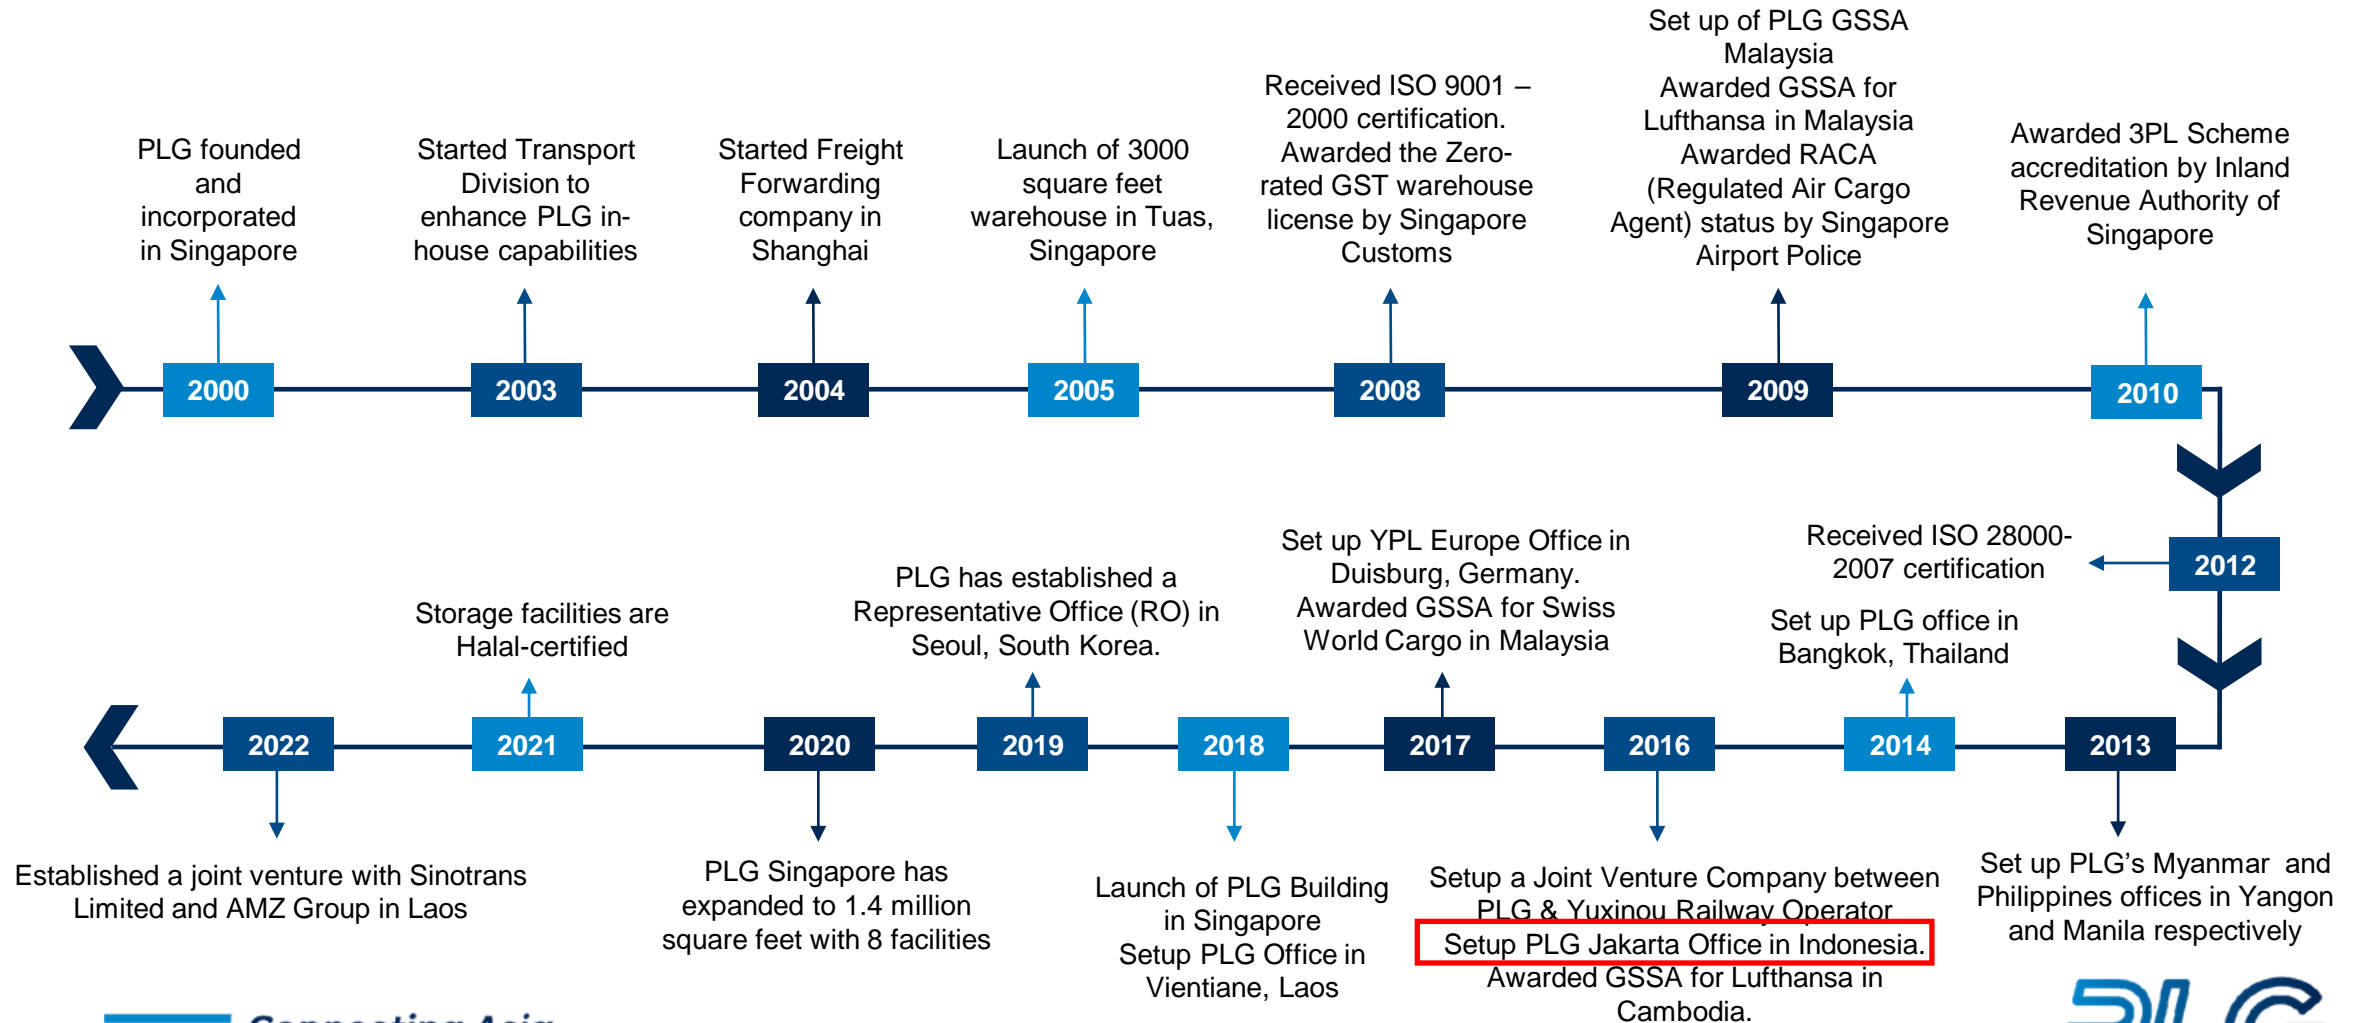 PLG founded
and
incorporated
in Singapore
Started Transport
Division to
enhance PLG in-
house capabilities
Started Freight
Forwarding
company in
Shanghai
Launch of 3000
square feet
warehouse in Tuas,
Singapore
Received ISO 9001 –
2000 certification.
Awarded the Zero-
rated GST warehouse
license by Singapore
Customs
Set up of PLG GSSA
Malaysia
Awarded GSSA for
Lufthansa in Malaysia
Awarded RACA
(Regulated Air Cargo
Agent) status by Singapore
Airport Police
Awarded 3PL Scheme
accreditation by Inland
Revenue Authority of
Singapore
2000
2003
2004
2005
2008
2009
2010
Received ISO 28000-
2007 certification
2012
Storage facilities are
Halal-certified
PLG has established a
Representative Office (RO) in
Seoul, South Korea.
Set up YPL Europe Office in
Duisburg, Germany.
Awarded GSSA for Swiss
World Cargo in Malaysia
Set up PLG office in
Bangkok, Thailand
2022
2021
2020
2019
2018
2017
2016
2014
2013
Established a joint venture with Sinotrans
Limited and AMZ Group in Laos
PLG Singapore has
expanded to 1.4 million
square feet with 8 facilities
Launch of PLG Building
in Singapore
Setup PLG Office in
Vientiane, Laos
Setup a Joint Venture Company between
PLG & Yuxinou Railway Operator
Setup PLG Jakarta Office in Indonesia.
Awarded GSSA for Lufthansa in
Cambodia.
Set up PLG's Myanmar and
Philippines offices in Yangon
and Manila respectively
Connecting Asia
PLG